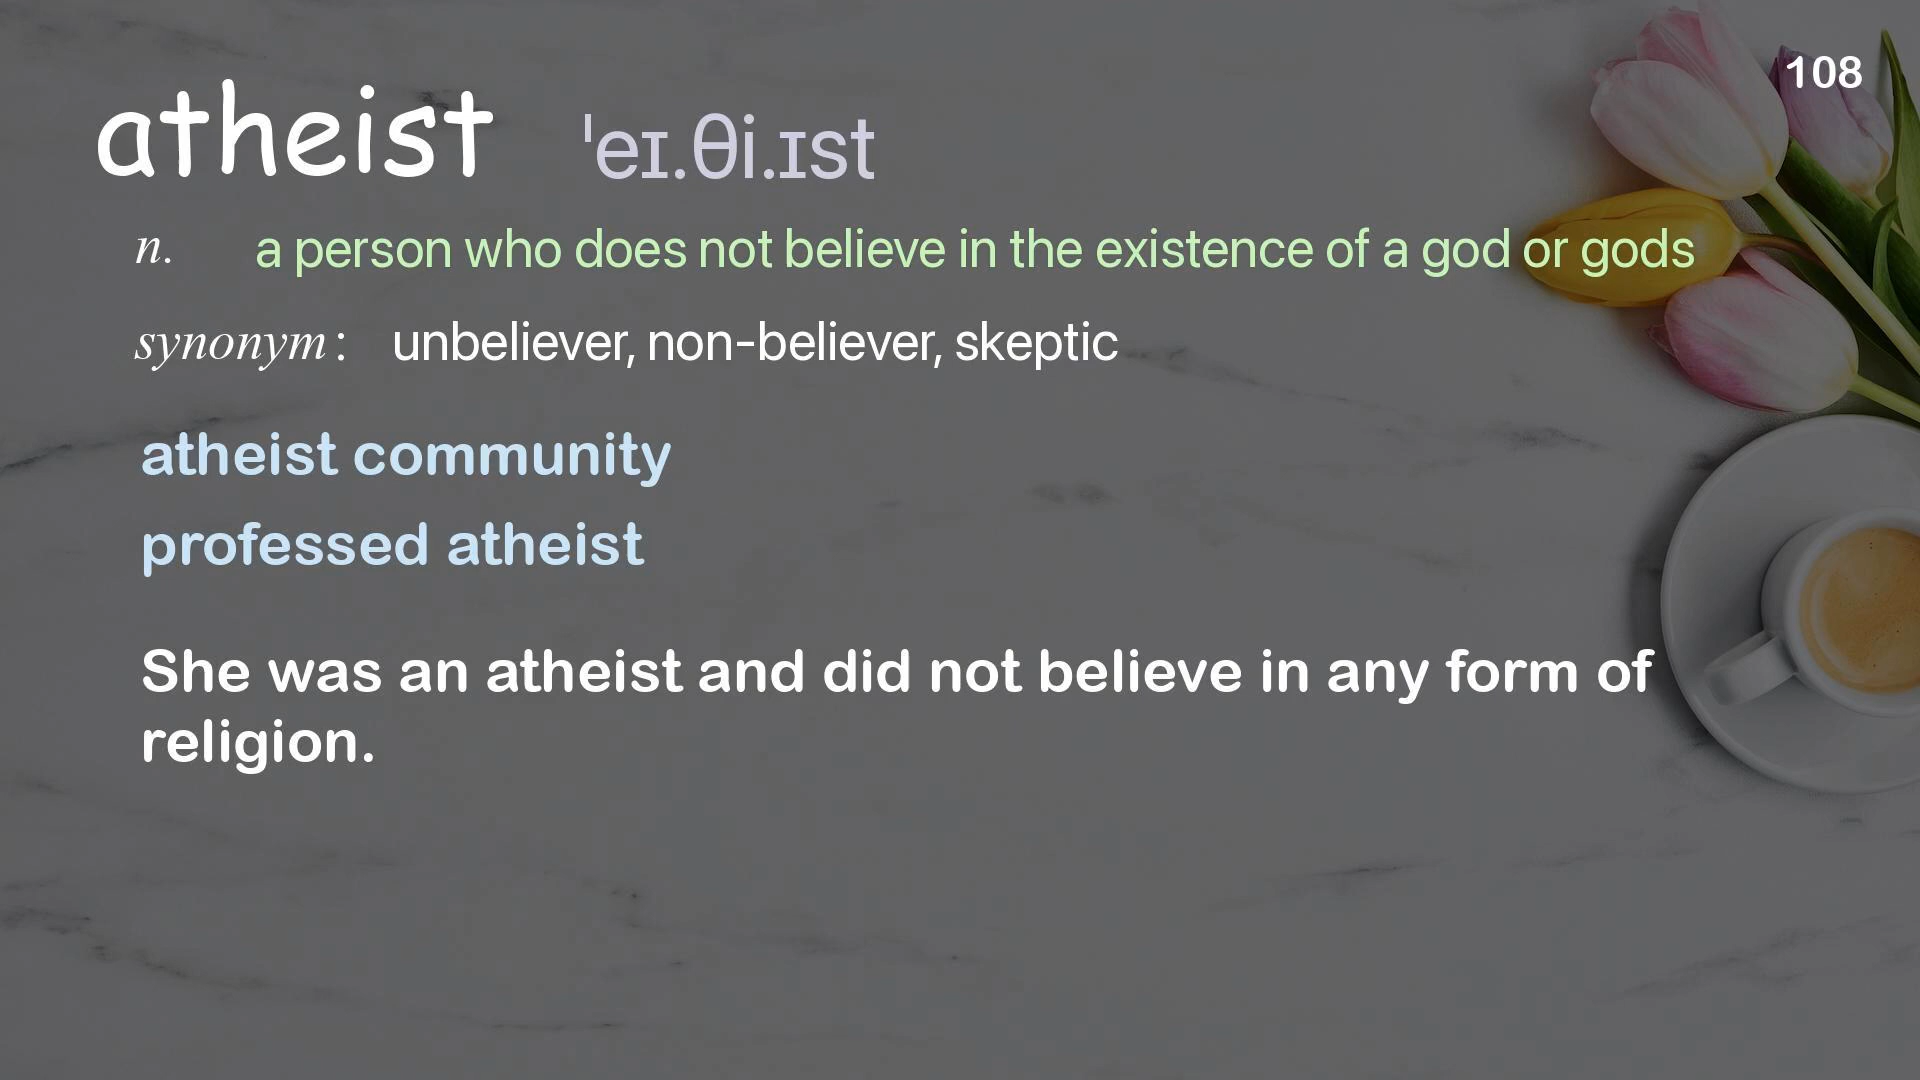 108
atheist ˈeɪ.θi.ɪst
n. a person who does not believe in the existence of a god or gods
synonym: unbeliever, non-believer, skeptic
atheist community
professed atheist
She was an atheist and did not believe in any form of
religion.